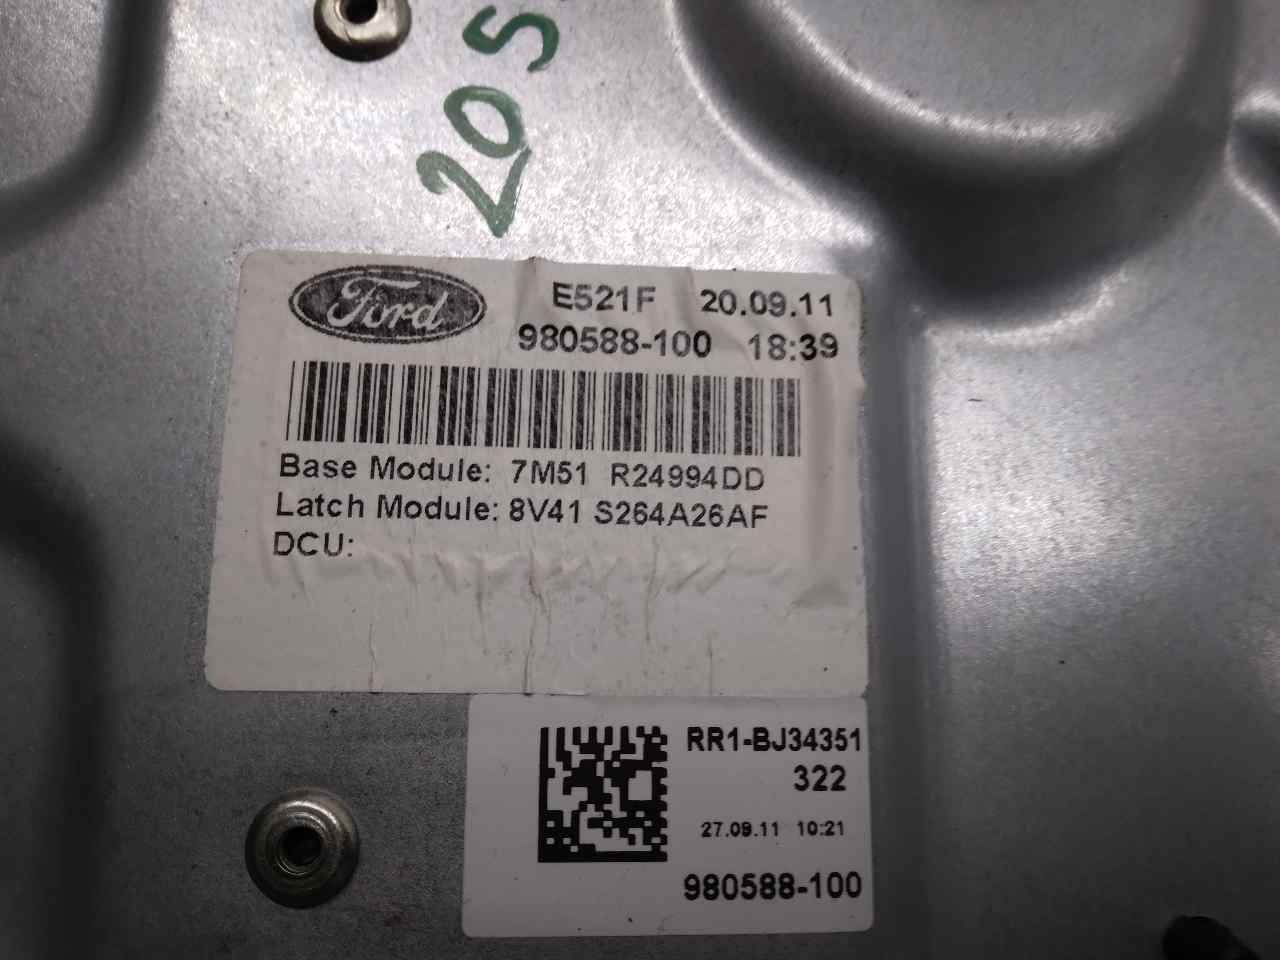 205
Ford
E521F 20.09.11
980588-100 18:39
Base Module: 7M51 R24994DD
Latch Module: 8V41 S264A26AF
DCU:
RR1-BJ34351
322
27.09.11 10:21
980588-100